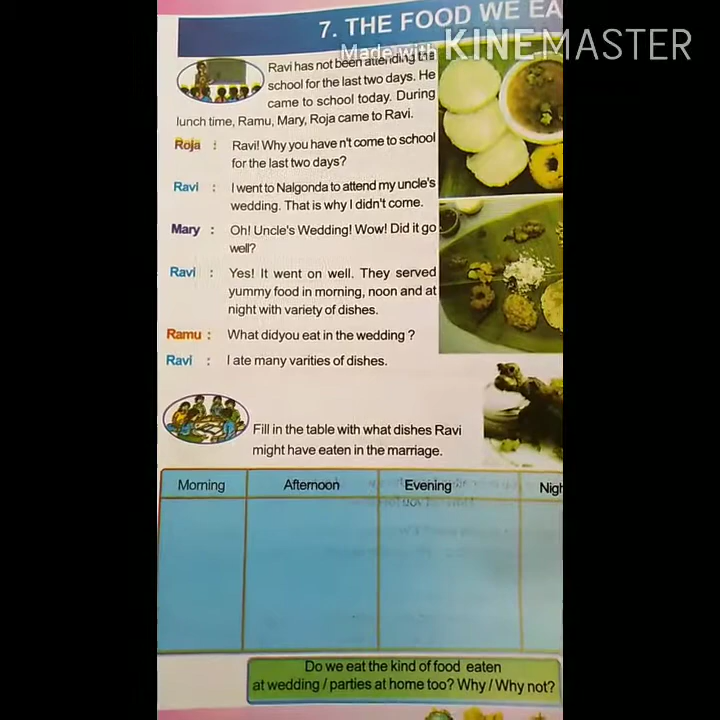 7. THE FOOD WE EA
Made with KINEMASTER
Ravi has not been attending the
school for the last two days. He
came to school today. During
lunch time, Ramu, Mary, Roja came to Ravi.
Roja : Ravi! Why you have n't come to school
for the last two days?
Ravi : I went to Nalgonda to attend my uncle's
wedding. That is why I didn't come.
Mary : Oh! Uncle's Wedding! Wow! Did it go
well?
Ravi : Yes! It went on well. They served
yummy food in morning, noon and at
night with variety of dishes.
Ramu : What didyou eat in the wedding ?
Ravi : I ate many varities of dishes.
Fill in the table with what dishes Ravi
might have eaten in the marriage.
Morning Afternoon Evening Nigh
Do we eat the kind of food eaten
at wedding / parties at home too? Why / Why not?